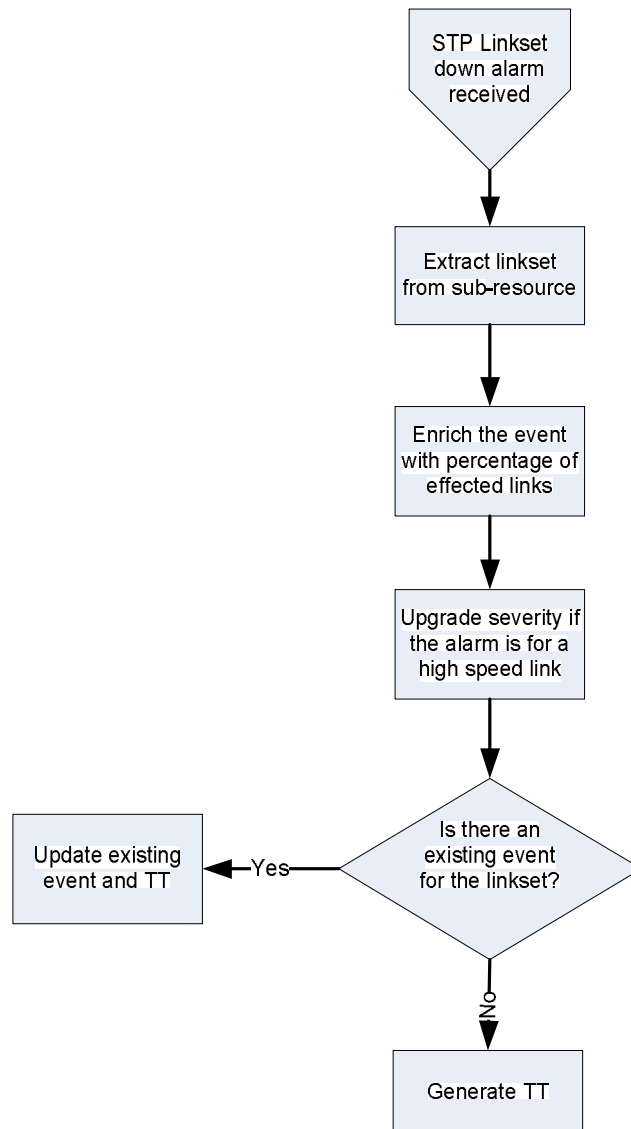 STP Linkset
down alarm
received
Extract linkset
from sub-resource
Enrich the event
with percentage of
effected links
Upgrade severity if
the alarm is for a
high speed link
Is there an
existing event
for the linkset?
Yes
Update existing
event and TT
No
Generate TT